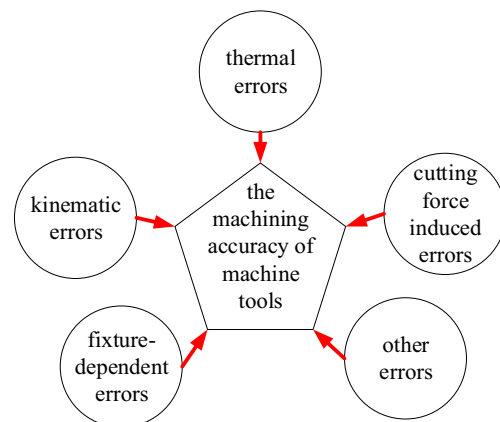 thermal
errors
kinematic
errors
the
machining
accuracy of
machine
tools
cutting
force
induced
errors
fixture-
dependent
errors
other
errors